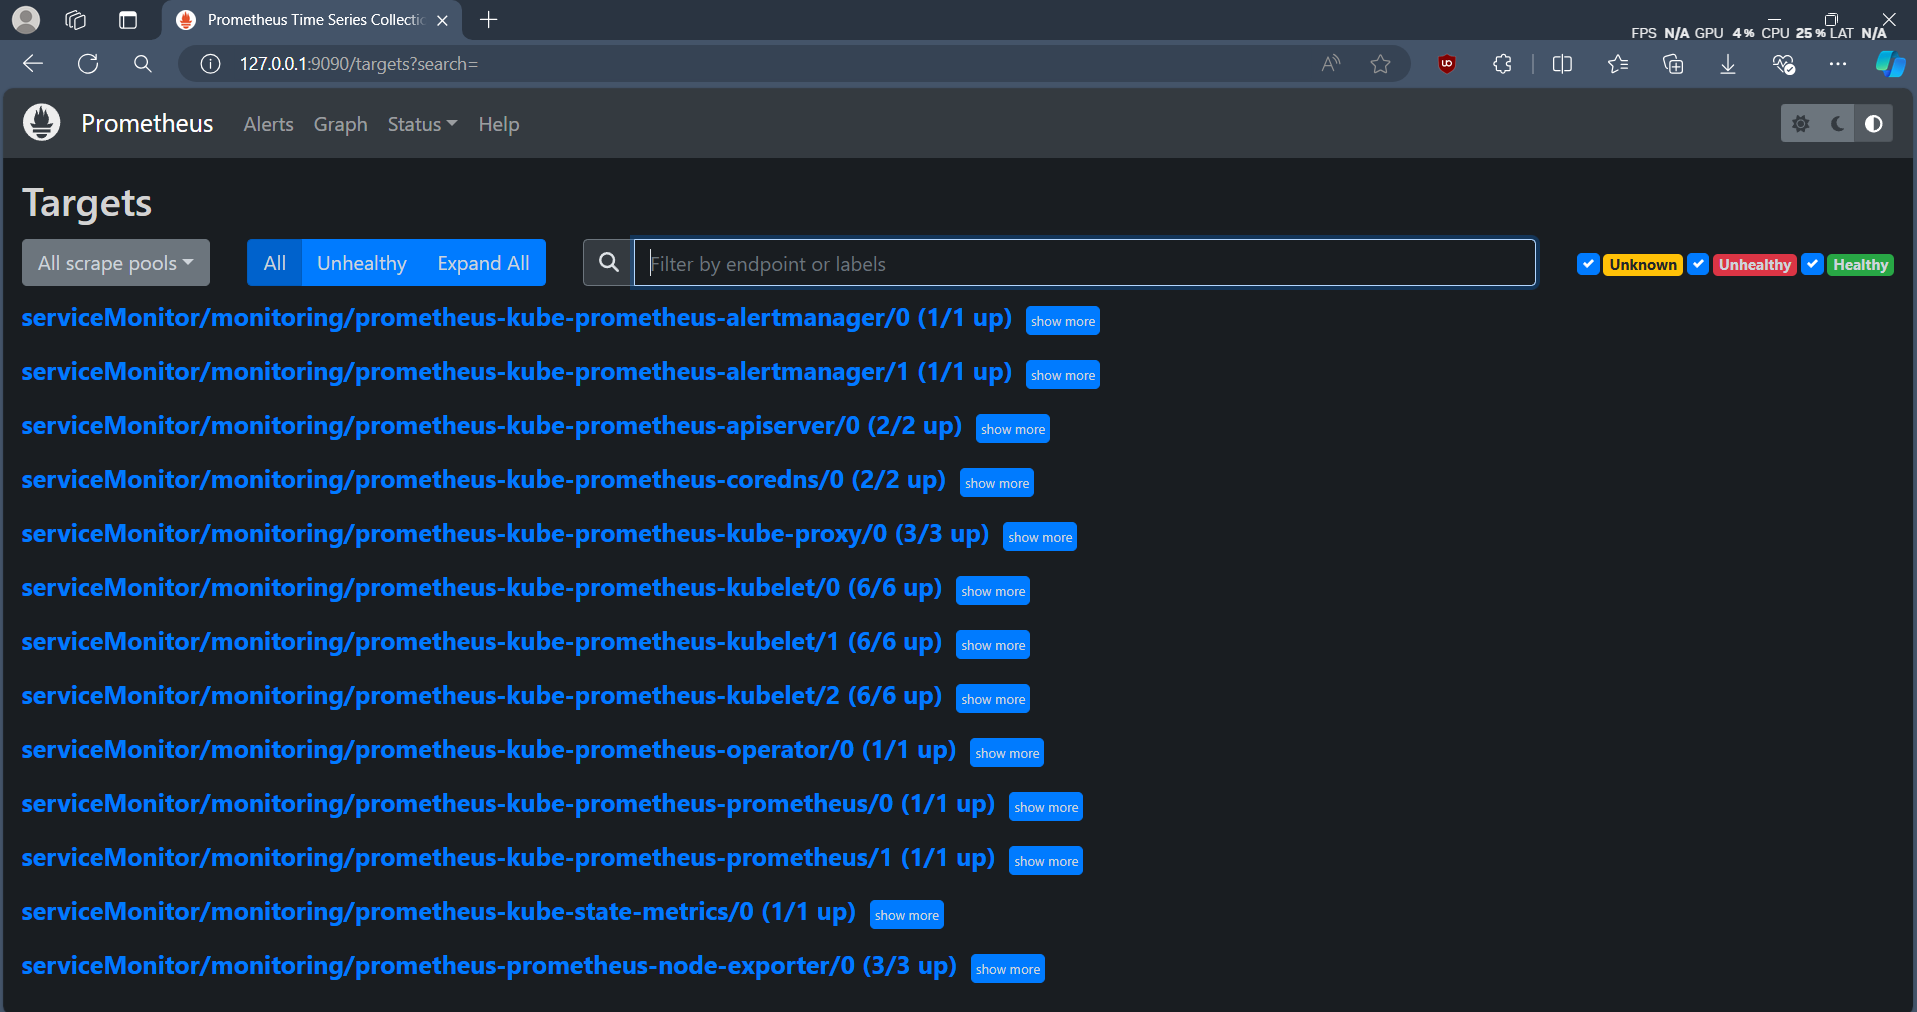 Prometheus Time Series Collectic
FPS N/A GPU 4% CPU 25% LAT N/A
127.0.0.1:9090/targets?search=
Prometheus Alerts Graph Status Help
Targets
All scrape pools All Unhealthy Expand All Filter by endpoint or labels Unknown Unhealthy Healthy
serviceMonitor/monitoring/prometheus-kube-prometheus-alertmanager/0 (1/1 up) show more
serviceMonitor/monitoring/prometheus-kube-prometheus-alertmanager/1 (1/1 up) show more
serviceMonitor/monitoring/prometheus-kube-prometheus-apiserver/0 (2/2 up) show more
serviceMonitor/monitoring/prometheus-kube-prometheus-coredns/0 (2/2 up) show more
serviceMonitor/monitoring/prometheus-kube-prometheus-kube-proxy/0 (3/3 up) show more
serviceMonitor/monitoring/prometheus-kube-prometheus-kubelet/0 (6/6 up) show more
serviceMonitor/monitoring/prometheus-kube-prometheus-kubelet/1 (6/6 up) show more
serviceMonitor/monitoring/prometheus-kube-prometheus-kubelet/2 (6/6 up) show more
serviceMonitor/monitoring/prometheus-kube-prometheus-operator/0 (1/1 up) show more
serviceMonitor/monitoring/prometheus-kube-prometheus-prometheus/0 (1/1 up) show more
serviceMonitor/monitoring/prometheus-kube-prometheus-prometheus/1 (1/1 up) show more
serviceMonitor/monitoring/prometheus-kube-state-metrics/0 (1/1 up) show more
serviceMonitor/monitoring/prometheus-prometheus-node-exporter/0 (3/3 up) show more